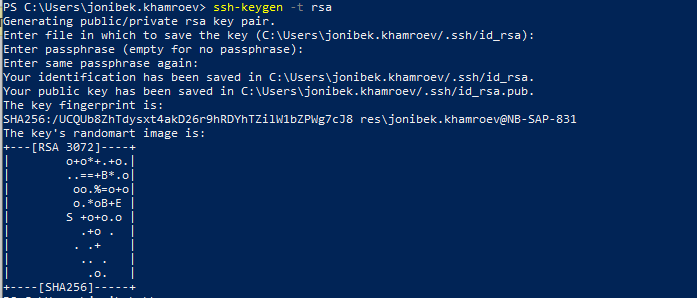 PS C:\Users\jonibek.khamroev> ssh-keygen -t rsa
Generating public/private rsa key pair.
Enter file in which to save the key (C:\Users\jonibek.khamroev/.ssh/id_rsa):
Enter passphrase (empty for no passphrase):
Enter same passphrase again:
Your identification has been saved in C:\Users\jonibek.khamroev/.ssh/id_rsa.
Your public key has been saved in C:\Users\jonibek.khamroev/.ssh/id_rsa.pub.
The key fingerprint is:
SHA256:/UCQUb8ZhTdysxt4akD26r9hRDYhTZilW1bZPWg7cJ8 res\jonibek.khamroev@NB-SAP-831
The key's randomart image is:
+---[RSA 3072]----+
|        o+o*+.+o.|
|        ..==+B*.o|
|         oo.%=o+o|
|         o.*oB+E |
|        S +o+o.o |
|          .+o .  |
|         . .+    |
|          .. .   |
|          .o.    |
+----[SHA256]-----+